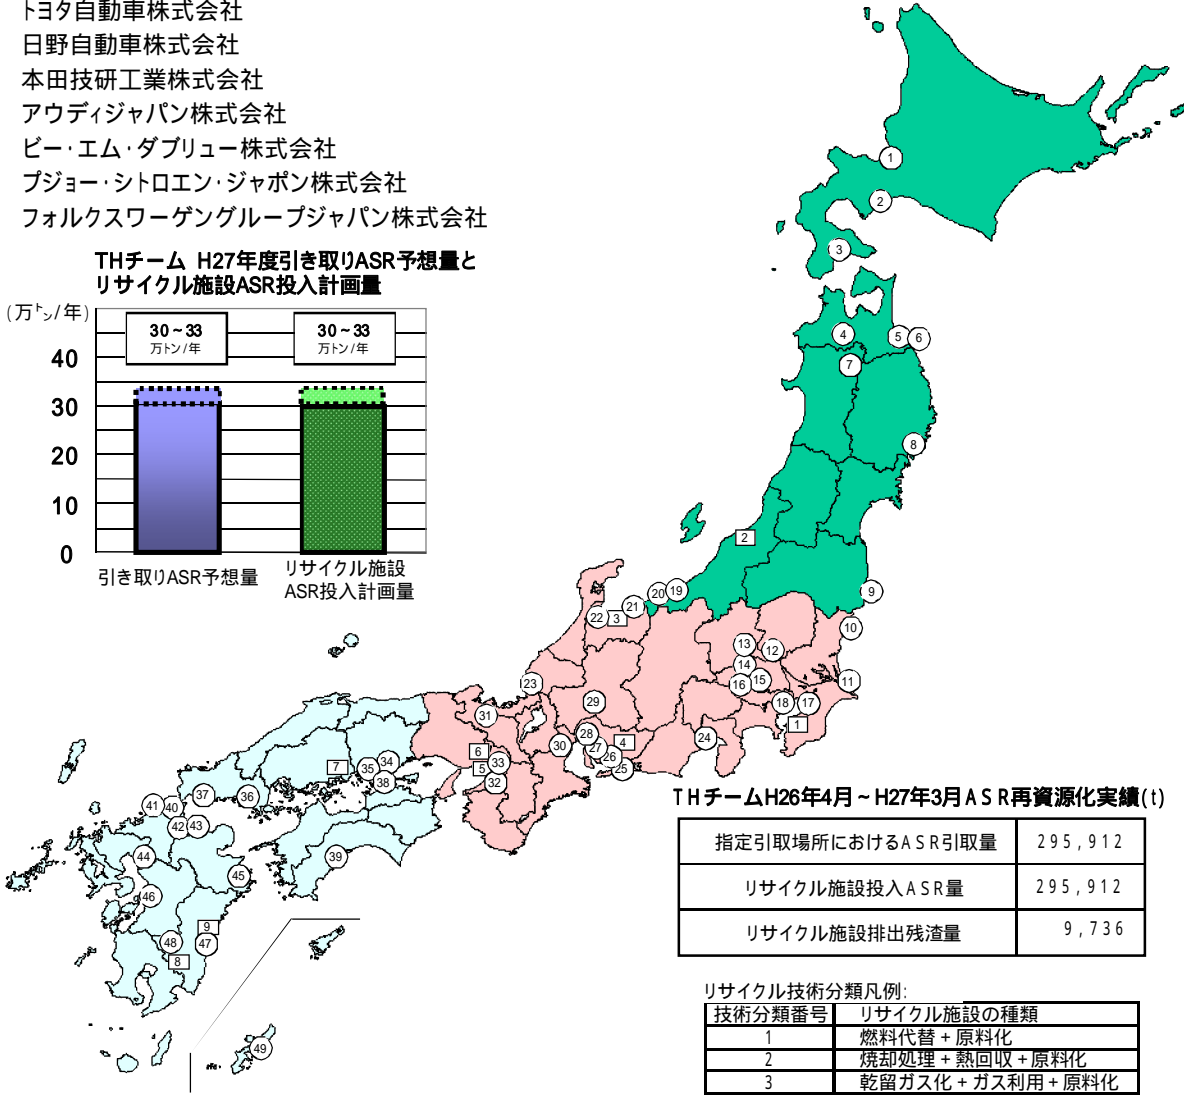 トヨタ自動車株式会社
日野自動車株式会社
本田技研工業株式会社
アウディジャパン株式会社
ビー・エム・ダブリュー株式会社
プジョー・シトロエン・ジャポン株式会社
フォルクスワーゲングループジャパン株式会社
THチーム H27年度引き取りASR予想量と
リサイクル施設ASR投入計画量
(万トン/年)
30~33
万トン/年
30~33
万トン/年
40
30
20
10
0
引き取りASR予想量
リサイクル施設
ASR投入計画量
1
2
3
4
5
6
7
8
2
9
20
19
21
22
3
10
13
12
14
15
16
11
23
29
18
17
1
31
28
30
27
4
26
25
24
6
33
5
32
7
34
35
38
37
36
41
40
42
43
44
39
45
46
9
48
47
8
49
THチームH26年4月~H27年3月ASR再資源化実績(t)
指定引取場所におけるASR引取量 295,912
リサイクル施設投入ASR量 295,912
リサイクル施設排出残渣量 9,736
リサイクル技術分類凡例:
技術分類番号 リサイクル施設の種類
1 燃料代替+原料化
2 焼却処理+熱回収+原料化
3 乾留ガス化+ガス利用+原料化